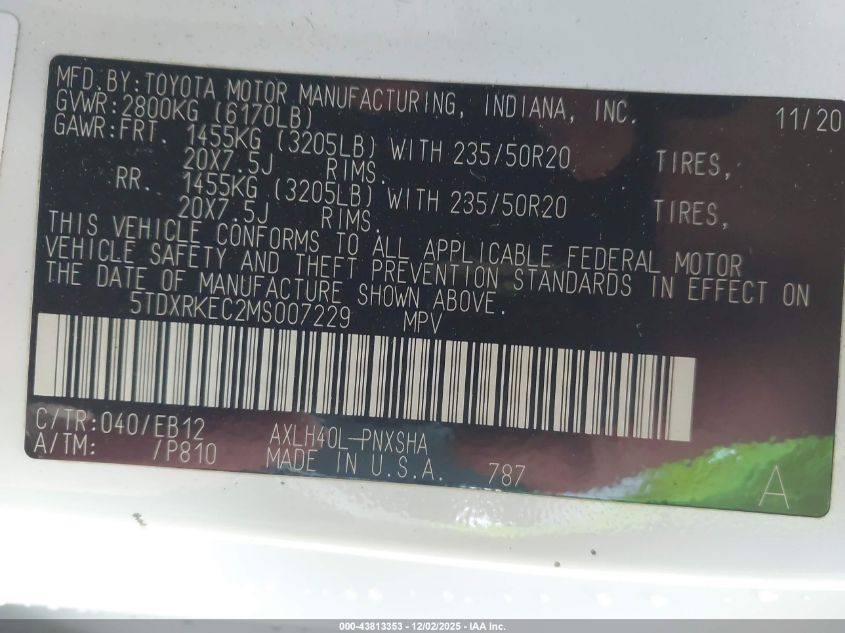 MFD.BY:TOYOTA MOTOR MANUFACTURING, INDIANA, INC. 11/20
GVWR:2800KG (6170LB)
GAWR:FRT. 1455KG (3205LB) WITH 235/50R20 TIRES,
20X7.5J RIMS.
RR. 1455KG (3205LB) WITH 235/50R20 TIRES,
20X7.5J RIMS.
THIS VEHICLE CONFORMS TO ALL APPLICABLE FEDERAL MOTOR
VEHICLE SAFETY AND THEFT PREVENTION STANDARDS IN EFFECT ON
THE DATE OF MANUFACTURE SHOWN ABOVE.
5TDXRKEC2MS007229 MPV
C/TR:040/EB12 AXLH40L-PNXSHA
A/TM: /P810 MADE IN U.S.A. 787 A
000-43813353 - 12/02/2025 - IAA Inc.